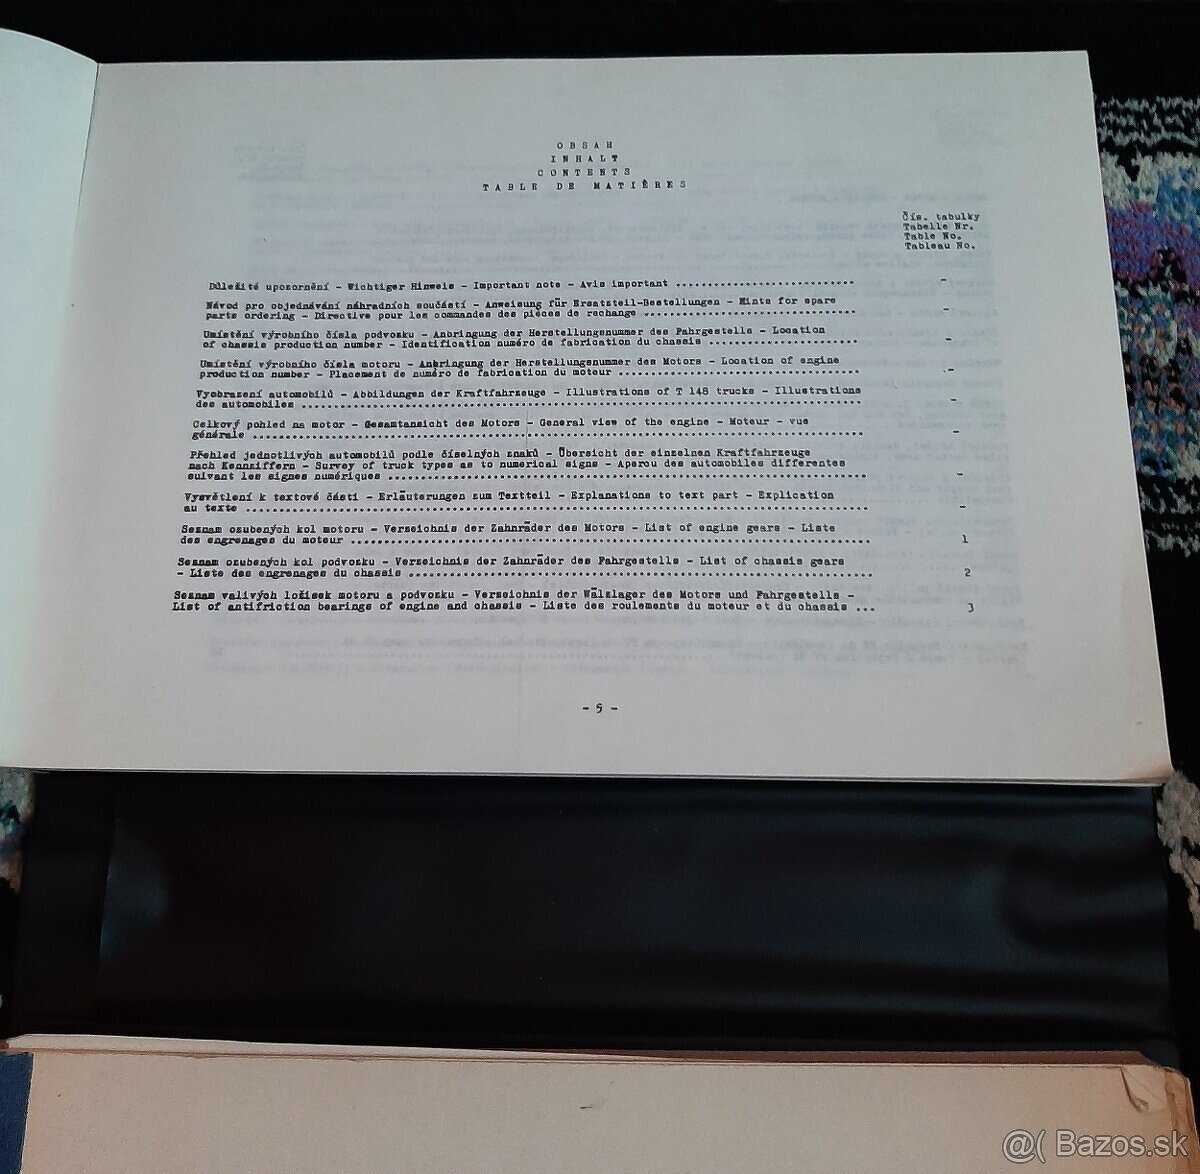 OBSAH
INHALT
CONTENTS
TABLE DE MATIÈRES
Čís. tabulky
Tabelle Nr.
Table No.
Tableau No.
Důležité upozornění - Wichtiger Hinweis - Important note - Avis important ............................ -
Návod pro objednávání náhradních součástí - Anweisung für Ersatzteil-Bestellungen - Hints for spare
parts ordering - Directive pour les commandes des pièces de rechange ............................ -
Umístění výrobního čísla podvozku - Anbringung der Herstellungsnummer des Fahrgestells - Location
of chassis production number - Identification numéro de fabrication du chassis ............................ -
Umístění výrobního čísla motoru - Anbringung der Herstellungsnummer des Motors - Location of engine
production number - Placement de numéro de fabrication du moteur ............................ -
Vyobrazení automobilů - Abbildungen der Kraftfahrzeuge - Illustrations of T 148 trucks - Illustrations
des automobiles ............................ -
Celkový pohled na motor - Gesamtansicht des Motors - General view of the engine - Moteur - vue
générale ............................ -
Přehled jednotlivých automobilů podle číselných znaků - Übersicht der einzelnen Kraftfahrzeuge
nach Kennziffern - Survey of truck types as to numerical signs - Aperou des automobiles differentes
suivant les signes numériques ............................ -
Vysvětlení k textové části - Erläuterungen zum Textteil - Explanations to text part - Explication
au texte ............................ -
Seznam ozubených kol motoru - Verzeichnis der Zahnräder des Motors - List of engine gears - Liste
des engrenages du moteur ............................ 1
Seznam ozubených kol podvozku - Verzeichnis der Zahnräder des Fahrgestells - List of chassis gears
- Liste des engrenages du chassis ............................ 2
Seznam valivých ložisek motoru a podvozku - Verzeichnis der Wälzlager des Motors und Fahrgestells -
List of antifriction bearings of engine and chassis - Liste des roulements du moteur et du chassis ... 3
- 5 -
@( Bazos.sk